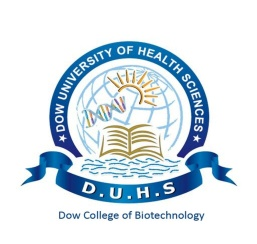 DOW UNIVERSITY OF HEALTH SCIENCES
D.U.H.S
Dow College of Biotechnology